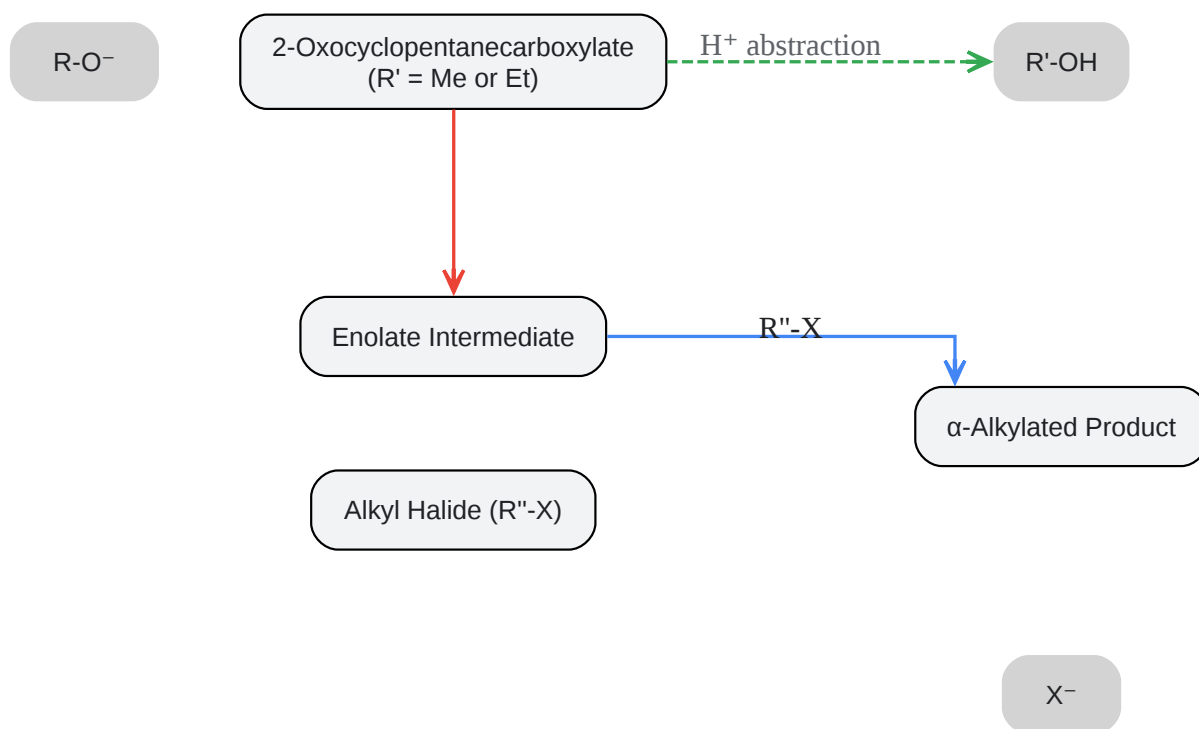 R-O⁻
2-Oxocyclopentanecarboxylate
(R' = Me or Et)
H⁺ abstraction
R'-OH
Enolate Intermediate
R"-X
α-Alkylated Product
Alkyl Halide (R"-X)
X⁻